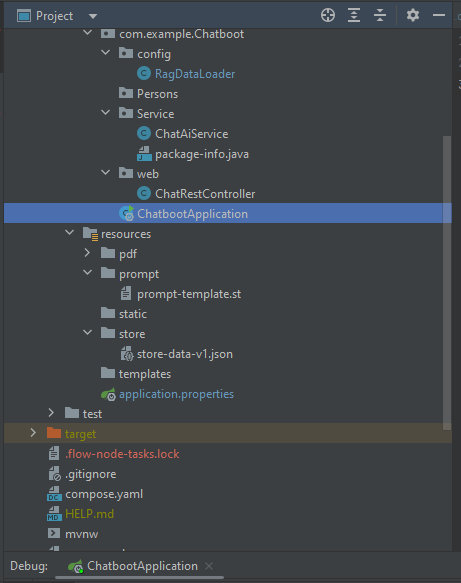 Project
com.example.Chatboot
config
RagDataLoader
Persons
Service
ChatAiService
package-info.java
web
ChatRestController
ChatbootApplication
resources
pdf
prompt
prompt-template.st
static
store
store-data-v1.json
templates
application.properties
test
target
.flow-node-tasks.lock
.gitignore
compose.yaml
HELP.md
mvnw
Debug: ChatbootApplication